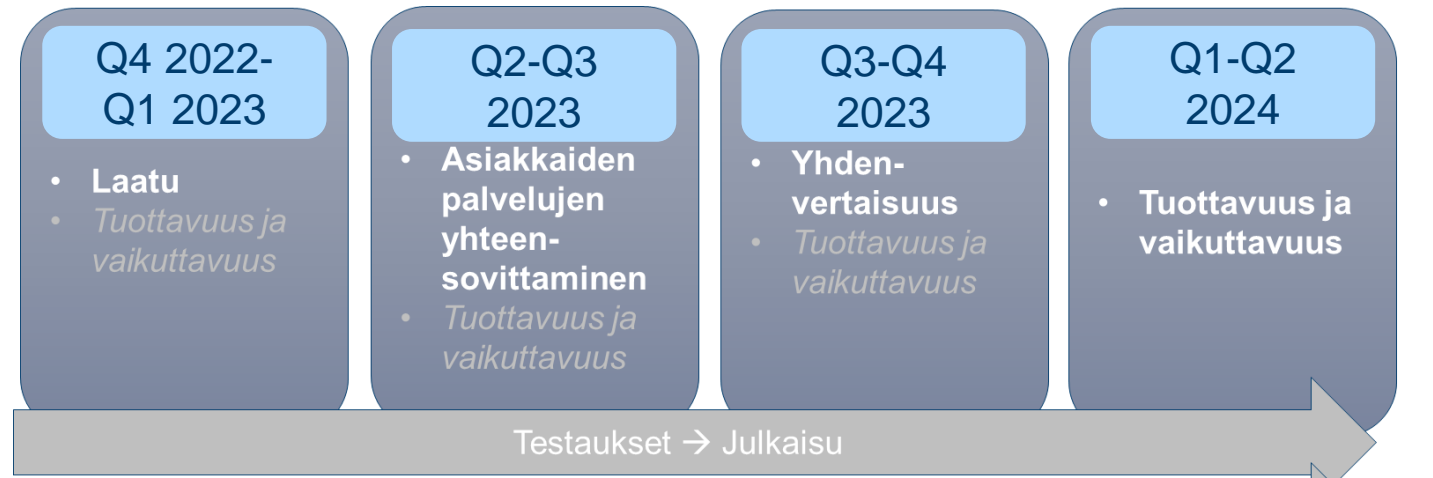 Q4 2022-
Q1 2023
• Laatu
• Tuottavuus ja
vaikuttavuus
Q2-Q3
2023
• Asiakkaiden
palvelujen
yhteen-
sovittaminen
• Tuottavuus ja
vaikuttavuus
Q3-Q4
2023
• Yhden-
vertaisuus
• Tuottavuus ja
vaikuttavuus
Q1-Q2
2024
• Tuottavuus ja
vaikuttavuus
Testaukset → Julkaisu